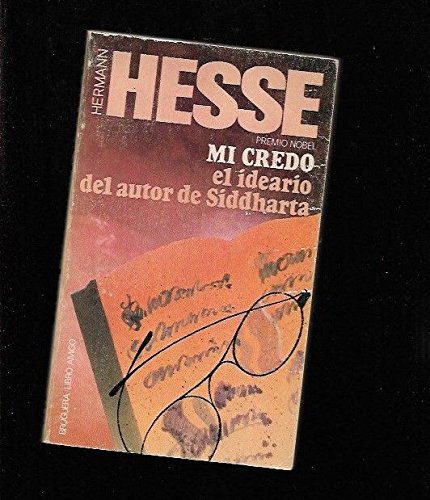 HERMANN
HESSE
PREMIO NOBEL
MI CREDO
el ideario
del autor de Siddharta
BRUGUERA-LIBRO AMIGO